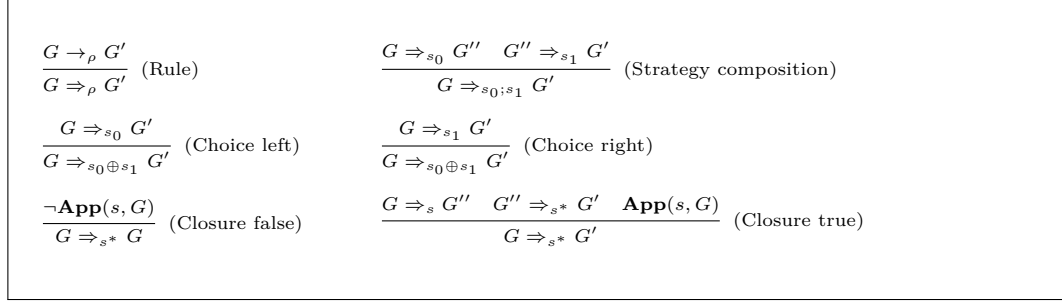 G →ρ G′ G ⇒s₀ G″ G″ ⇒s₁ G′
G ⇒ρ G′ (Rule) G ⇒s₀;s₁ G′ (Strategy composition)
G ⇒s₀ G′ G ⇒s₁ G′
G ⇒s₀⊕s₁ G′ (Choice left) G ⇒s₀⊕s₁ G′ (Choice right)
¬App(s, G) G ⇒s G″ G″ ⇒s* G′ App(s, G)
G ⇒s* G (Closure false) G ⇒s* G′ (Closure true)